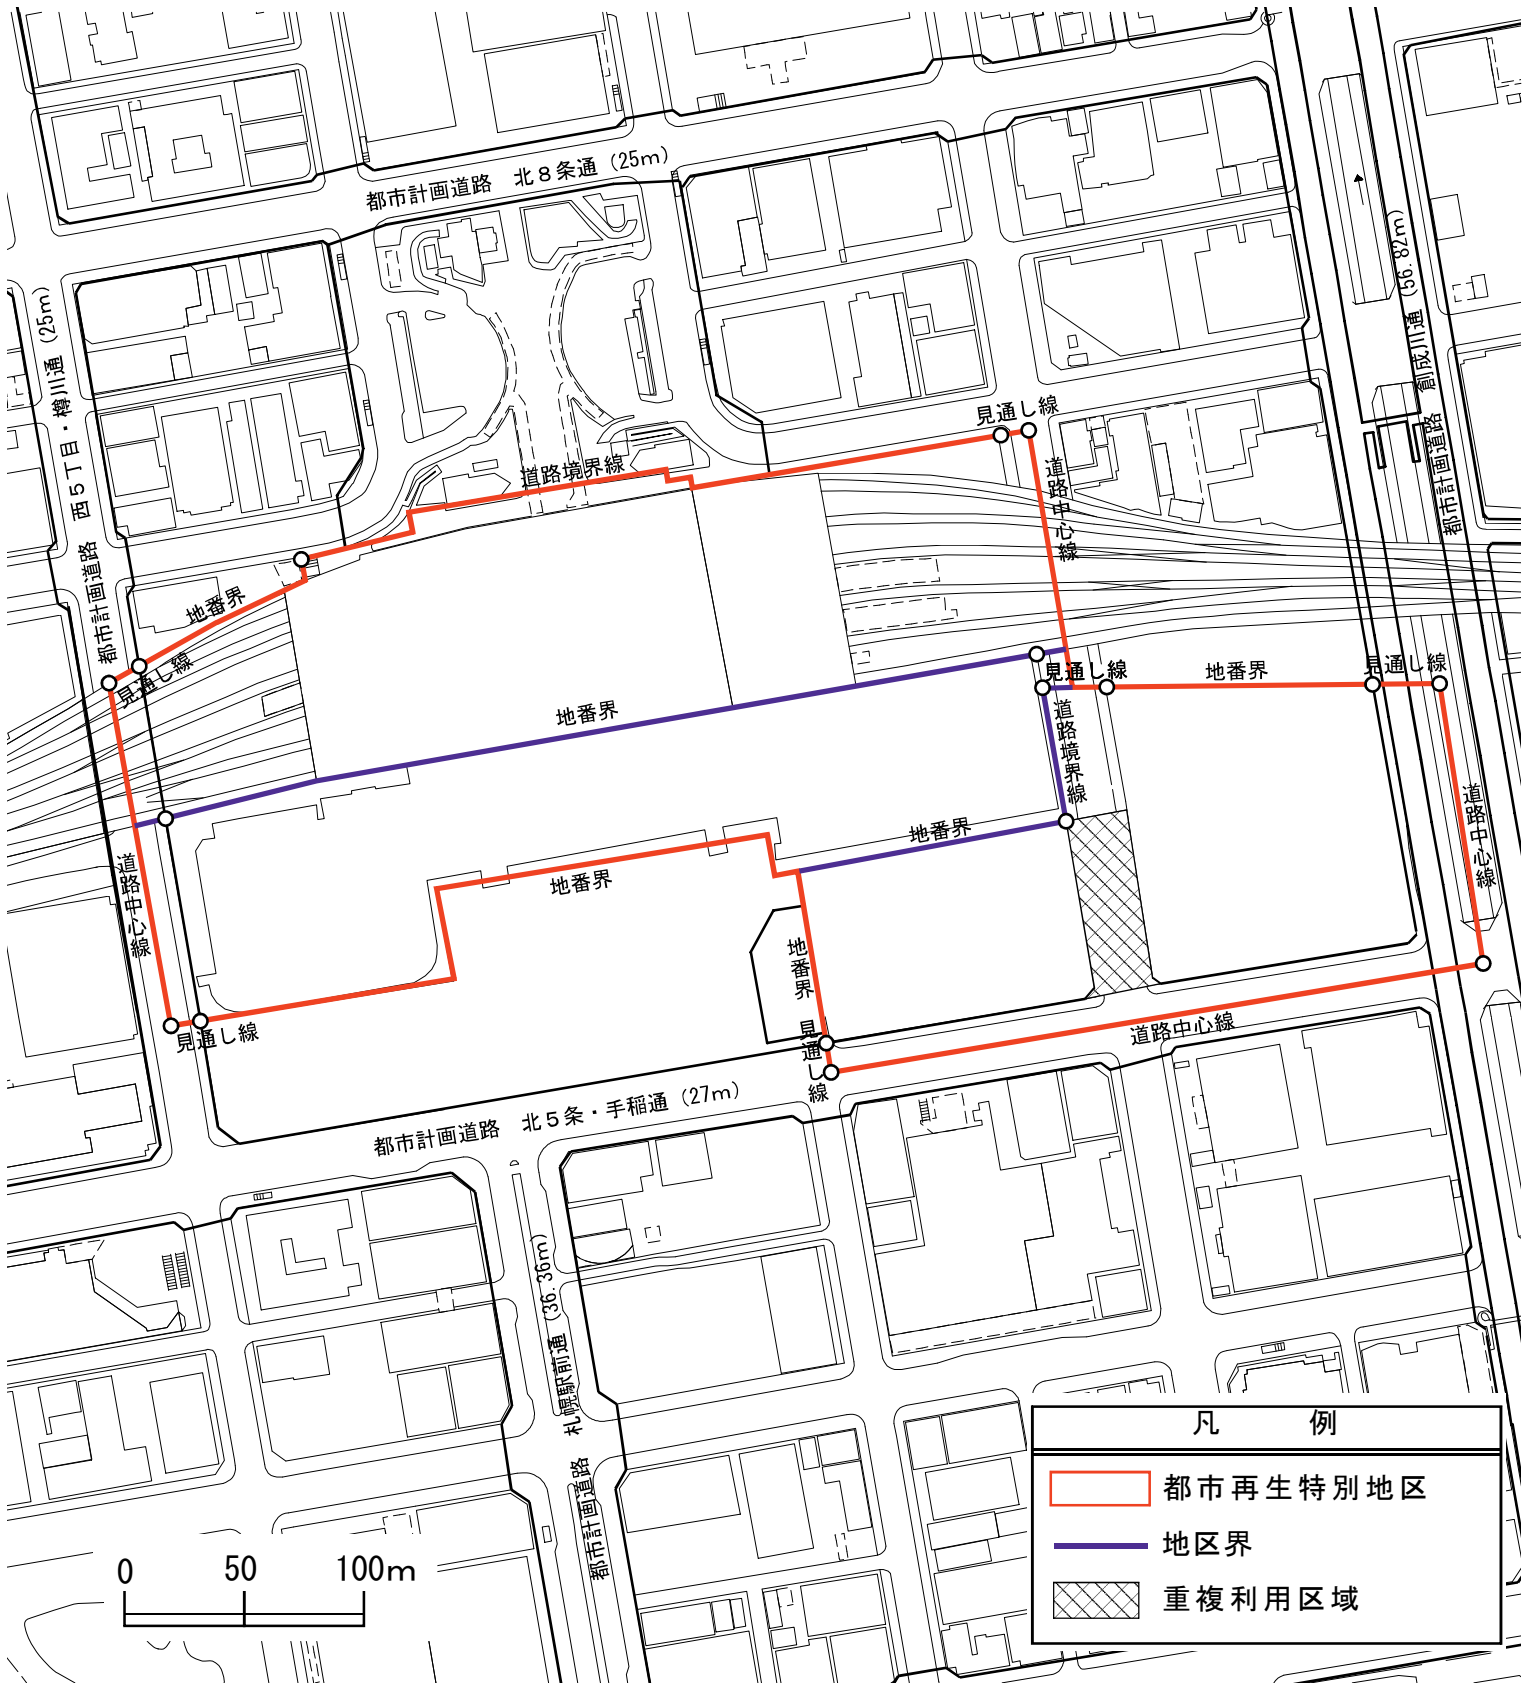 都市計画道路　北８条通（25m）
都市計画道路　西５丁目・樽川通（25m）
都市計画道路　創成川通（56.82m）
見通し線
道路境界線
道路中心線
地番界
見通し線
見通し線
地番界
見通し線
地番界
道路境界線
地番界
道路中心線
道路中心線
地番界
地番界
見通し線
見通し線
道路中心線
都市計画道路　北５条・手稲通（27m）
都市計画道路　札幌駅前通（36.36m）
凡　例
都市再生特別地区
地区界
重複利用区域
0　50　100m